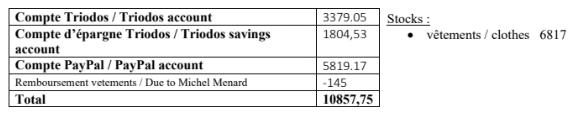 Compte Triodos / Triodos account 3379.05
Compte d'épargne Triodos / Triodos savings account 1804,53
Compte PayPal / PayPal account 5819.17
Remboursement vetements / Due to Michel Menard -145
Total 10857,75
Stocks :
• vêtements / clothes 6817